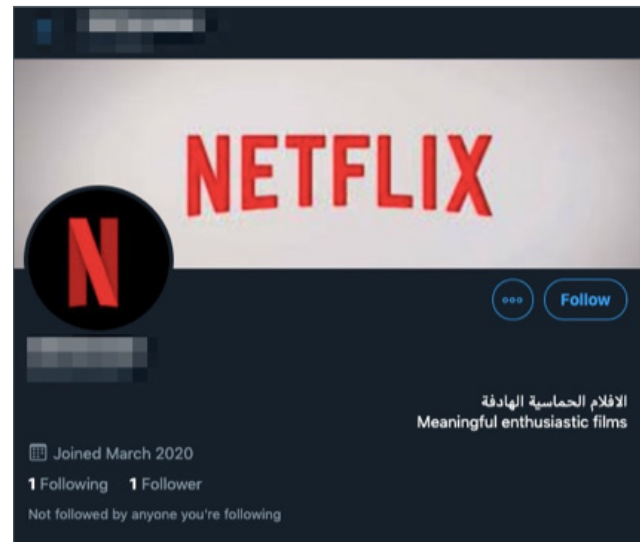 NETFLIX
N
Follow
الافلام الحماسية الهادفة
Meaningful enthusiastic films
Joined March 2020
1 Following 1 Follower
Not followed by anyone you're following